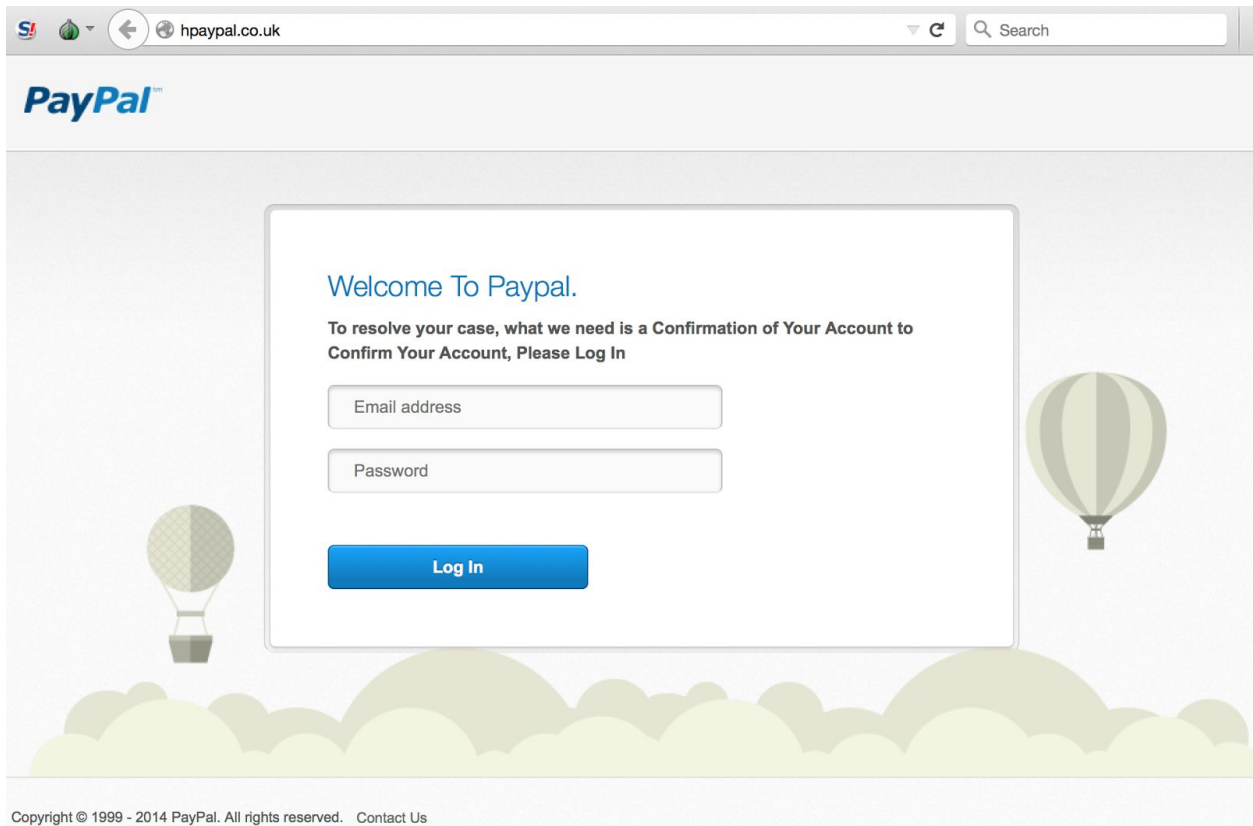 S!
hpaypal.co.uk
Search
PayPal™
Welcome To Paypal.
To resolve your case, what we need is a Confirmation of Your Account to
Confirm Your Account, Please Log In
Email address
Password
Log In
Copyright © 1999 - 2014 PayPal. All rights reserved. Contact Us